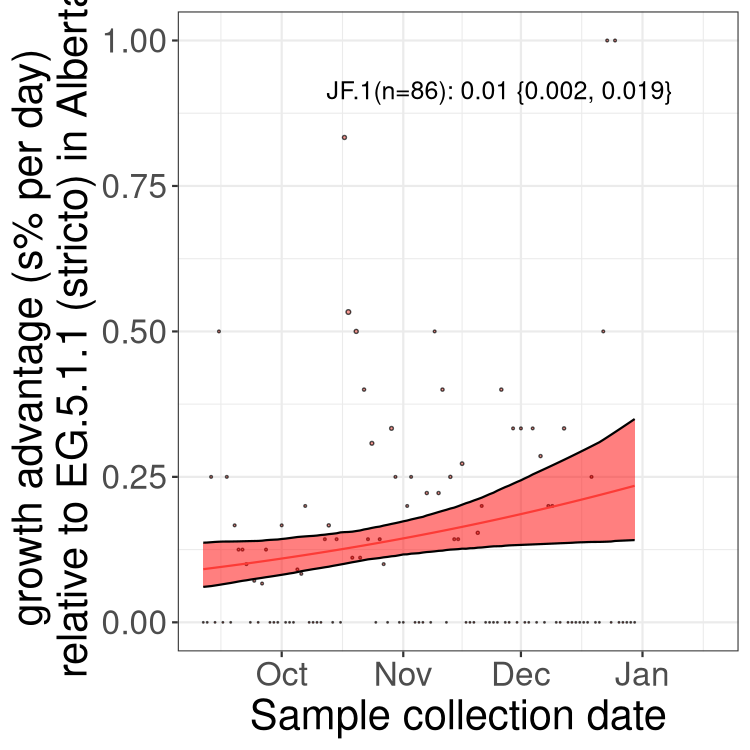 growth advantage (s% per day)
relative to EG.5.1.1 (stricto) in Alberta
1.00
0.75
0.50
0.25
0.00
JF.1(n=86): 0.01 {0.002, 0.019}
Oct Nov Dec Jan
Sample collection date